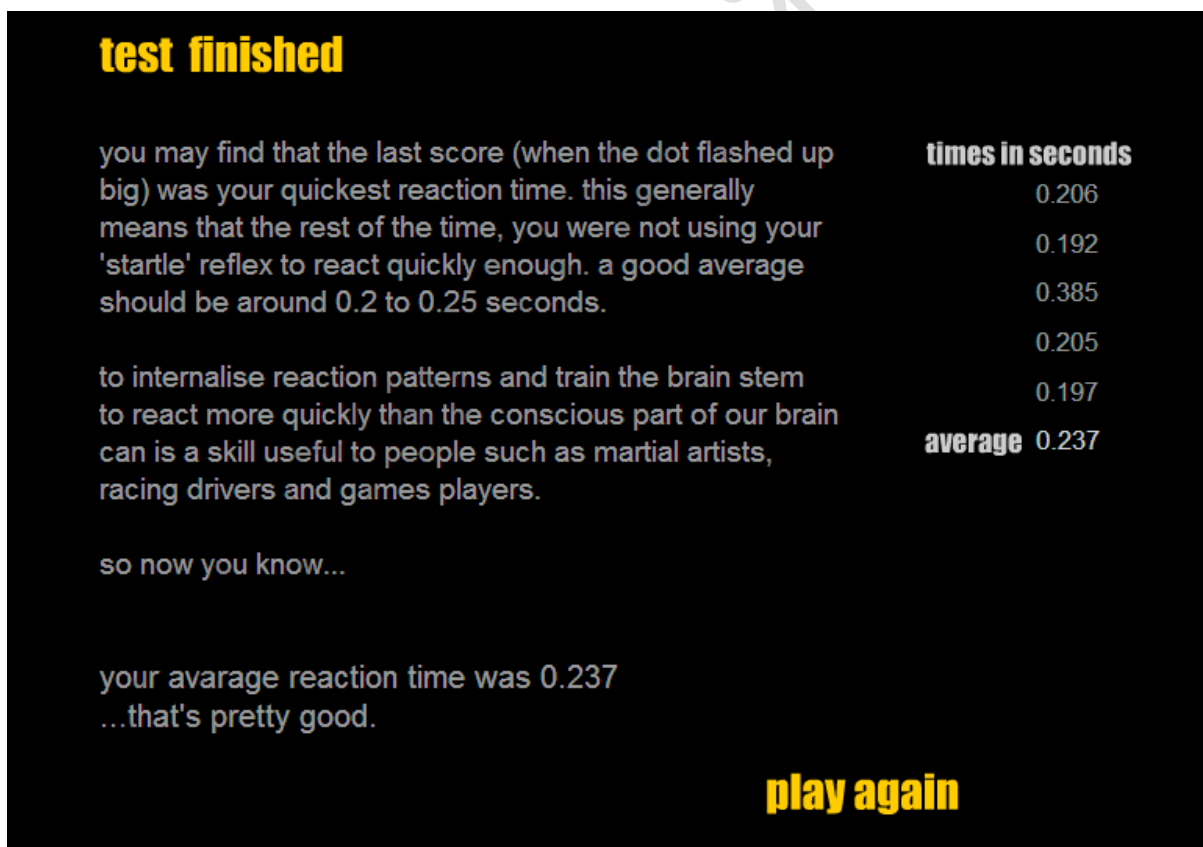 test finished
you may find that the last score (when the dot flashed up
big) was your quickest reaction time. this generally
means that the rest of the time, you were not using your
'startle' reflex to react quickly enough. a good average
should be around 0.2 to 0.25 seconds.
to internalise reaction patterns and train the brain stem
to react more quickly than the conscious part of our brain
can is a skill useful to people such as martial artists,
racing drivers and games players.
so now you know...
your avarage reaction time was 0.237
...that's pretty good.
times in seconds
0.206
0.192
0.385
0.205
0.197
average 0.237
play again